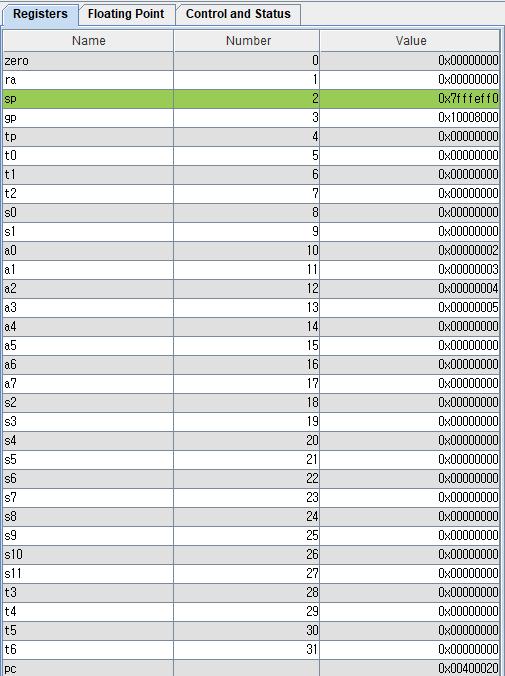 Registers Floating Point Control and Status
Name Number Value
zero 0 0x00000000
ra 1 0x00000000
sp 2 0x7fffeff0
gp 3 0x10008000
tp 4 0x00000000
t0 5 0x00000000
t1 6 0x00000000
t2 7 0x00000000
s0 8 0x00000000
s1 9 0x00000000
a0 10 0x00000002
a1 11 0x00000003
a2 12 0x00000004
a3 13 0x00000005
a4 14 0x00000000
a5 15 0x00000000
a6 16 0x00000000
a7 17 0x00000000
s2 18 0x00000000
s3 19 0x00000000
s4 20 0x00000000
s5 21 0x00000000
s6 22 0x00000000
s7 23 0x00000000
s8 24 0x00000000
s9 25 0x00000000
s10 26 0x00000000
s11 27 0x00000000
t3 28 0x00000000
t4 29 0x00000000
t5 30 0x00000000
t6 31 0x00000000
pc 0x00400020